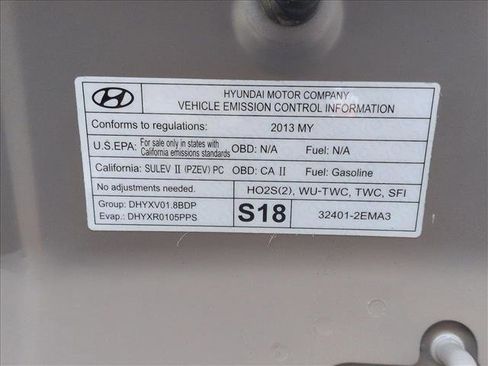 HYUNDAI MOTOR COMPANY
VEHICLE EMISSION CONTROL INFORMATION
Conforms to regulations: 2013 MY
U.S.EPA: For sale only in states with California emissions standards OBD: N/A Fuel: N/A
California: SULEV II (PZEV) PC OBD: CA II Fuel: Gasoline
No adjustments needed. HO2S(2), WU-TWC, TWC, SFI
Group: DHYXV01.8BDP
Evap.: DHYXR0105PPS
S18 32401-2EMA3